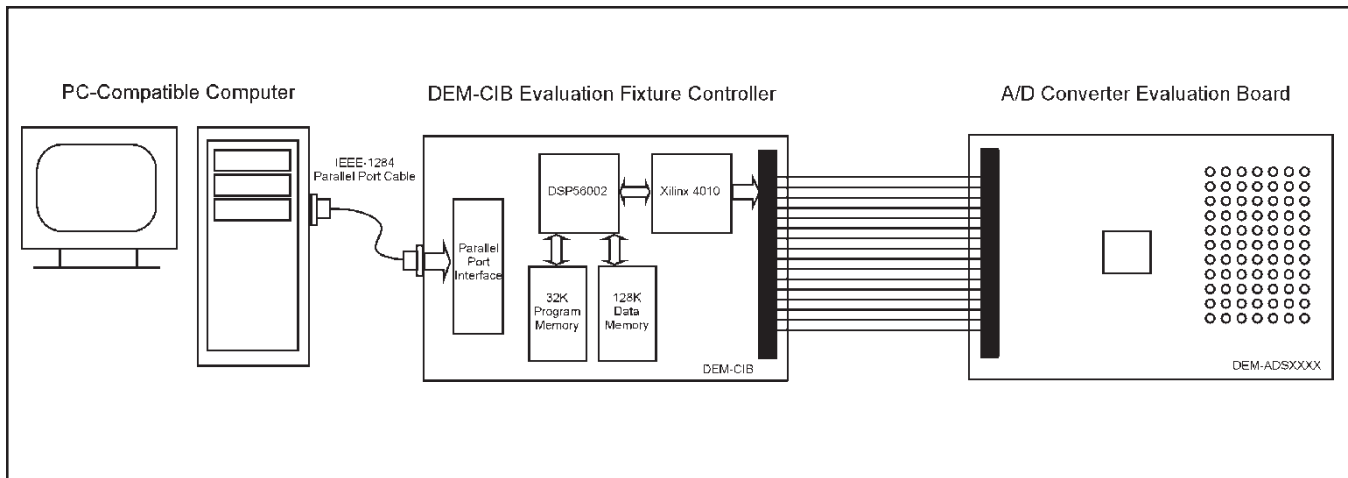 PC-Compatible Computer
DEM-CIB Evaluation Fixture Controller
A/D Converter Evaluation Board
IEEE-1284
Parallel Port Cable
DSP56002
Xilinx 4010
Parallel
Port
Interface
32K
Program
Memory
128K
Data
Memory
DEM-CIB
DEM-ADSXXXX